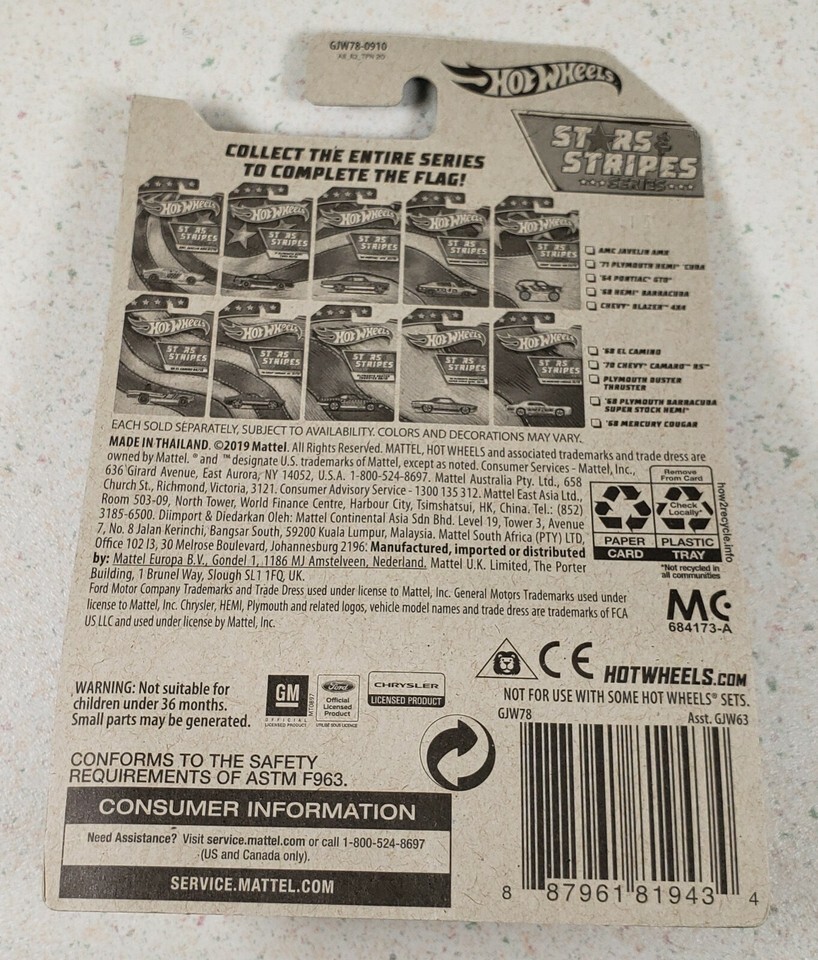 GJW78-0910
HOT WHEELS
ST RS &
STRIPES
SERIES
COLLECT THE ENTIRE SERIES
TO COMPLETE THE FLAG!
AMC JAVELIN AMX
'71 PLYMOUTH HEMI® 'CUDA
'64 PONTIAC® GTO®
'68 HEMI® BARRACUDA
CHEVY® BLAZER™ 4X4
'68 EL CAMINO
'70 CHEVY® CAMARO® RS™
PLYMOUTH DUSTER
THRUSTER
'68 PLYMOUTH BARRACUDA
SUPER STOCK HEMI®
'68 MERCURY COUGAR
EACH SOLD SEPARATELY, SUBJECT TO AVAILABILITY. COLORS AND DECORATIONS MAY VARY.
MADE IN THAILAND. ©2019 Mattel. All Rights Reserved. MATTEL, HOT WHEELS and associated trademarks and trade dress are
owned by Mattel. ® and ™ designate U.S. trademarks of Mattel, except as noted. Consumer Services - Mattel, Inc.,
636 Girard Avenue, East Aurora, NY 14052, U.S.A. 1-800-524-8697. Mattel Australia Pty. Ltd., 658
Church St., Richmond, Victoria, 3121. Consumer Advisory Service - 1300 135 312. Mattel East Asia Ltd.,
Room 503-09, North Tower, World Finance Centre, Harbour City, Tsimshatsui, HK, China. Tel.: (852)
3185-6500. Diimport & Diedarkan Oleh: Mattel Continental Asia Sdn Bhd. Level 19, Tower 3, Avenue
7, No. 8 Jalan Kerinchi, Bangsar South, 59200 Kuala Lumpur, Malaysia. Mattel South Africa (PTY) LTD,
Office 102 I3, 30 Melrose Boulevard, Johannesburg 2196. Manufactured, imported or distributed
by: Mattel Europa B.V., Gondel 1, 1186 MJ Amstelveen, Nederland. Mattel U.K. Limited, The Porter
Building, 1 Brunel Way, Slough SL1 1FQ, UK.
Ford Motor Company Trademarks and Trade Dress used under license to Mattel, Inc. General Motors Trademarks used under
license to Mattel, Inc. Chrysler, HEMI, Plymouth and related logos, vehicle model names and trade dress are trademarks of FCA
US LLC and used under license by Mattel, Inc.
Remove
From Card
Check
Locally*
PAPER
CARD
PLASTIC
TRAY
how2recycle.info
*Not recycled in
all communities
MC
684173-A
CE
HOTWHEELS.COM
NOT FOR USE WITH SOME HOT WHEELS® SETS.
WARNING: Not suitable for
children under 36 months.
Small parts may be generated.
GM
OFFICIAL
LICENSED PRODUCT
MT0897
Ford
Official
Licensed
Product
CHRYSLER
LICENSED PRODUCT
GJW78
Asst. GJW63
CONFORMS TO THE SAFETY
REQUIREMENTS OF ASTM F963.
CONSUMER INFORMATION
Need Assistance? Visit service.mattel.com or call 1-800-524-8697
(US and Canada only).
SERVICE.MATTEL.COM
8 87961 81943 4